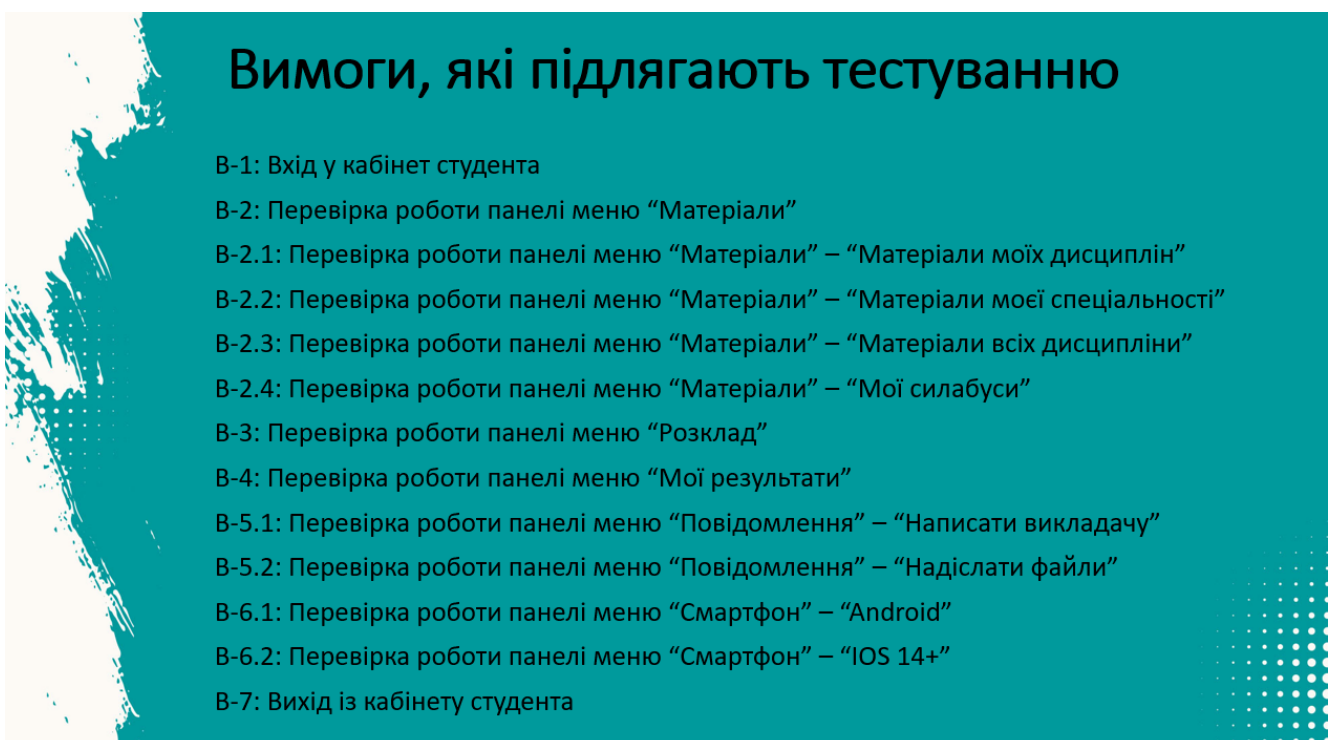 Вимоги, які підлягають тестуванню
В-1: Вхід у кабінет студента
В-2: Перевірка роботи панелі меню “Матеріали”
В-2.1: Перевірка роботи панелі меню “Матеріали” – “Матеріали моїх дисциплін”
В-2.2: Перевірка роботи панелі меню “Матеріали” – “Матеріали моєї спеціальності”
В-2.3: Перевірка роботи панелі меню “Матеріали” – “Матеріали всіх дисципліни”
В-2.4: Перевірка роботи панелі меню “Матеріали” – “Мої силабуси”
В-3: Перевірка роботи панелі меню “Розклад”
В-4: Перевірка роботи панелі меню “Мої результати”
В-5.1: Перевірка роботи панелі меню “Повідомлення” – “Написати викладачу”
В-5.2: Перевірка роботи панелі меню “Повідомлення” – “Надіслати файли”
В-6.1: Перевірка роботи панелі меню “Смартфон” – “Android”
В-6.2: Перевірка роботи панелі меню “Смартфон” – “IOS 14+”
В-7: Вихід із кабінету студента